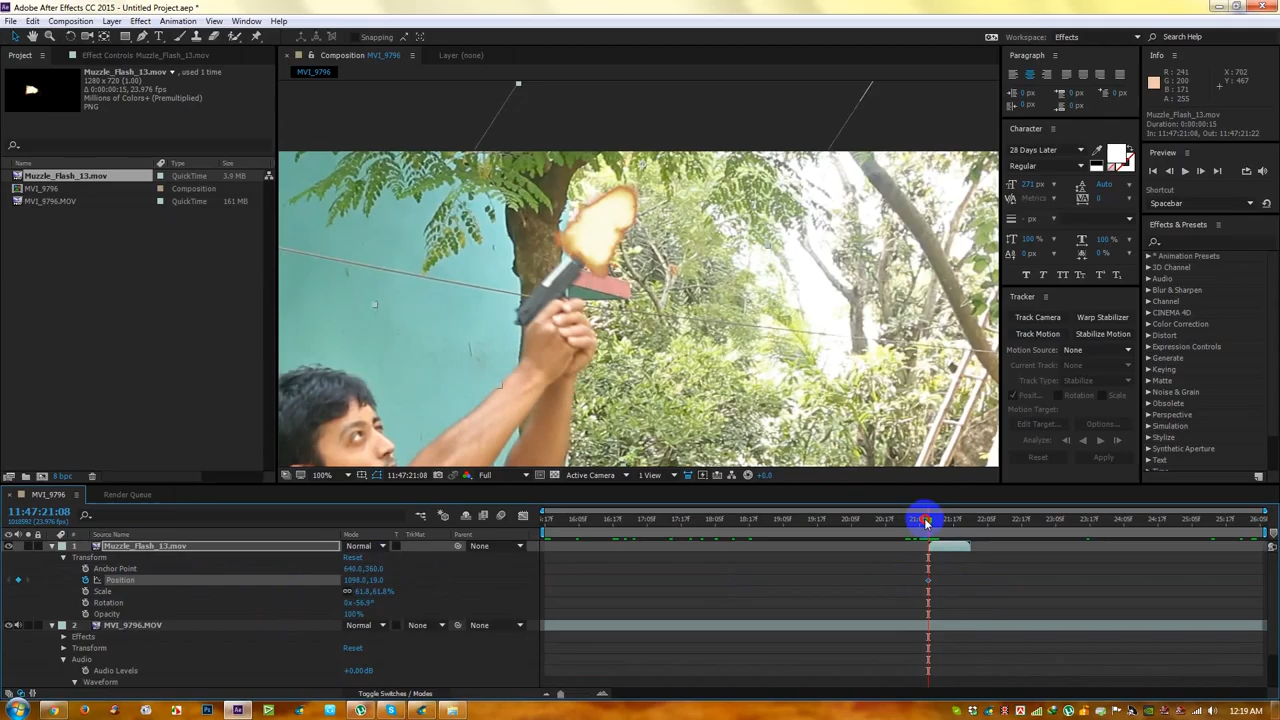 Adobe After Effects CC 2015 - Untitled Project.aep *
File Edit Composition Layer Effect Animation View Window Help
Snapping
Workspace: Effects
Search Help
Project
Effect Controls Muzzle_Flash_13.mov
Muzzle_Flash_13.mov , used 1 time
1280 x 720 (1.00)
Δ 0:00:00:15, 23.976 fps
Millions of Colors+ (Premultiplied)
PNG
Name Type Size
Muzzle_Flash_13.mov QuickTime 3.9 MB
MVI_9796 Composition
MVI_9796.MOV QuickTime 161 MB
8 bpc
Composition MVI_9796
Layer (none)
MVI_9796
100%
Full
Active Camera
1 View
+0.0
Paragraph
0 px
0 px
0 px
0 px
0 px
Character
28 Days Later
Regular
271 px
Auto
Metrics
0
- px
100 %
100 %
0 px
0 %
T T TT Tt T¹ T₁
Tracker
Track Camera Warp Stabilizer
Track Motion Stabilize Motion
Motion Source: None
Current Track: None
Track Type: Stabilize
Posit... Rotation Scale
Motion Target:
Edit Target... Options...
Analyze:
Reset Apply
Info
R : 241
G : 200
B : 171
A : 255
X : 702
Y : 467
Muzzle_Flash_13.mov
Duration: 0:00:00:15
In: 11:47:21:08, Out: 11:47:21:22
Preview
Shortcut
Spacebar
Effects & Presets
* Animation Presets
3D Channel
Audio
Blur & Sharpen
Channel
CINEMA 4D
Color Correction
Distort
Expression Controls
Generate
Keying
Matte
Noise & Grain
Obsolete
Perspective
Simulation
Stylize
Synthetic Aperture
Text
MVI_9796
Render Queue
11:47:21:08
1018592 (23.976 fps)
16:05f 16:17f 17:05f 17:17f 18:05f 18:17f 19:05f 19:17f 20:05f 20:17f 21:17f 22:05f 22:17f 23:05f 23:17f 24:05f 24:17f 25:05f 25:17f 26:05f
# Source Name Mode T TrkMat Parent
1 Muzzle_Flash_13.mov Normal None
Transform Reset
Anchor Point 640.0,360.0
Position 1098.0,19.0
Scale 61.8,61.8%
Rotation 0x-56.9°
Opacity 100%
2 MVI_9796.MOV Normal None None
Effects
Transform Reset
Audio
Audio Levels +0.00dB
Waveform
Toggle Switches / Modes
12:19 AM